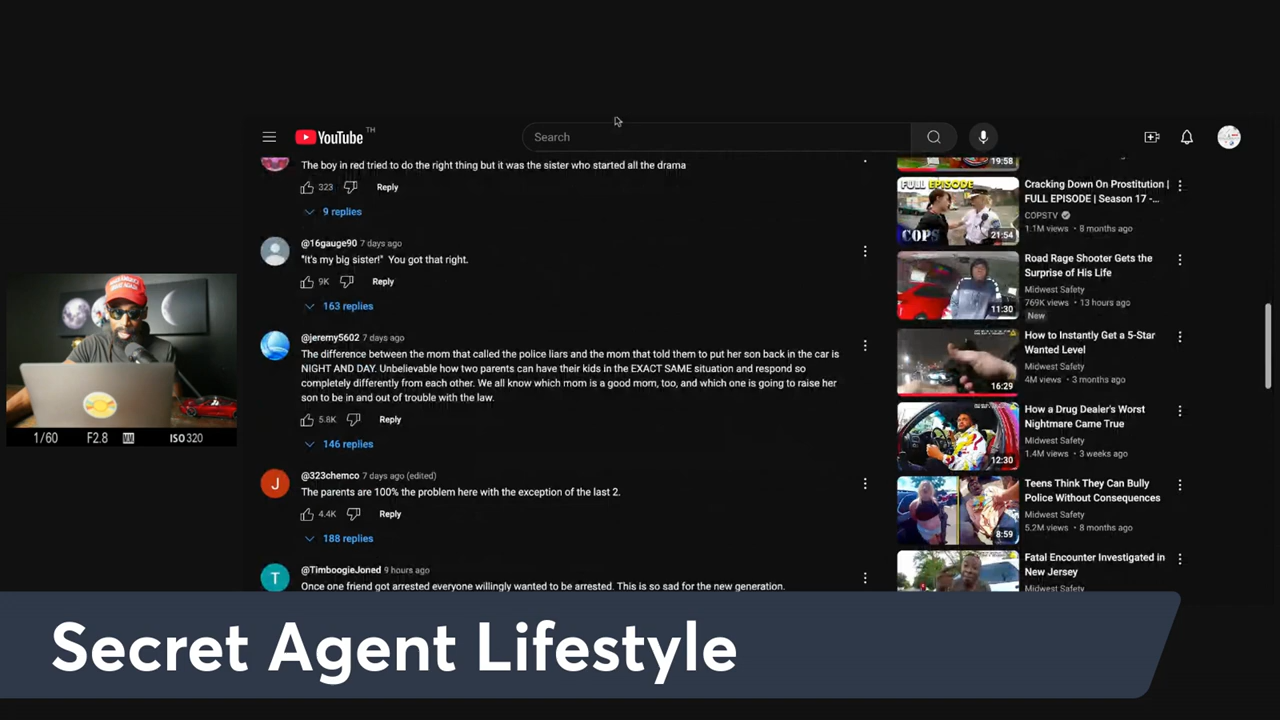 YouTube TH
Search
The boy in red tried to do the right thing but it was the sister who started all the drama
323 Reply
9 replies
@16gauge90 7 days ago
"It's my big sister!" You got that right.
9K Reply
163 replies
@jeremy5602 7 days ago
The difference between the mom that called the police liars and the mom that told them to put her son back in the car is
NIGHT AND DAY. Unbelievable how two parents can have their kids in the EXACT SAME situation and respond so
completely differently from each other. We all know which mom is a good mom, too, and which one is going to raise her
son to be in and out of trouble with the law.
5.8K Reply
146 replies
J
@323chemco 7 days ago (edited)
The parents are 100% the problem here with the exception of the last 2.
4.4K Reply
188 replies
T
@TimboogieJoned 9 hours ago
Once one friend got arrested everyone willingly wanted to be arrested. This is so sad for the new generation.
19:58
FULL EPISODE
COPS
21:54
Cracking Down On Prostitution |
FULL EPISODE | Season 17 -...
COPSTV
1.1M views • 8 months ago
11:30
Road Rage Shooter Gets the
Surprise of His Life
Midwest Safety
769K views • 13 hours ago
New
16:29
How to Instantly Get a 5-Star
Wanted Level
Midwest Safety
4M views • 3 months ago
12:30
How a Drug Dealer's Worst
Nightmare Came True
Midwest Safety
1.4M views • 3 weeks ago
8:59
Teens Think They Can Bully
Police Without Consequences
Midwest Safety
5.2M views • 8 months ago
Fatal Encounter Investigated in
New Jersey
Midwest Safety
1/60 F2.8 ISO 320
Secret Agent Lifestyle